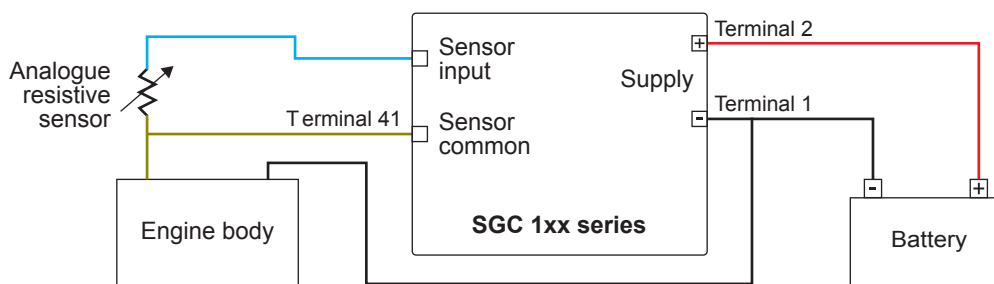 Analogue
resistive
sensor
Sensor
input
Terminal 41
Sensor
common
Supply
+
Terminal 2
-
Terminal 1
SGC 1xx series
Engine body
-
+
Battery